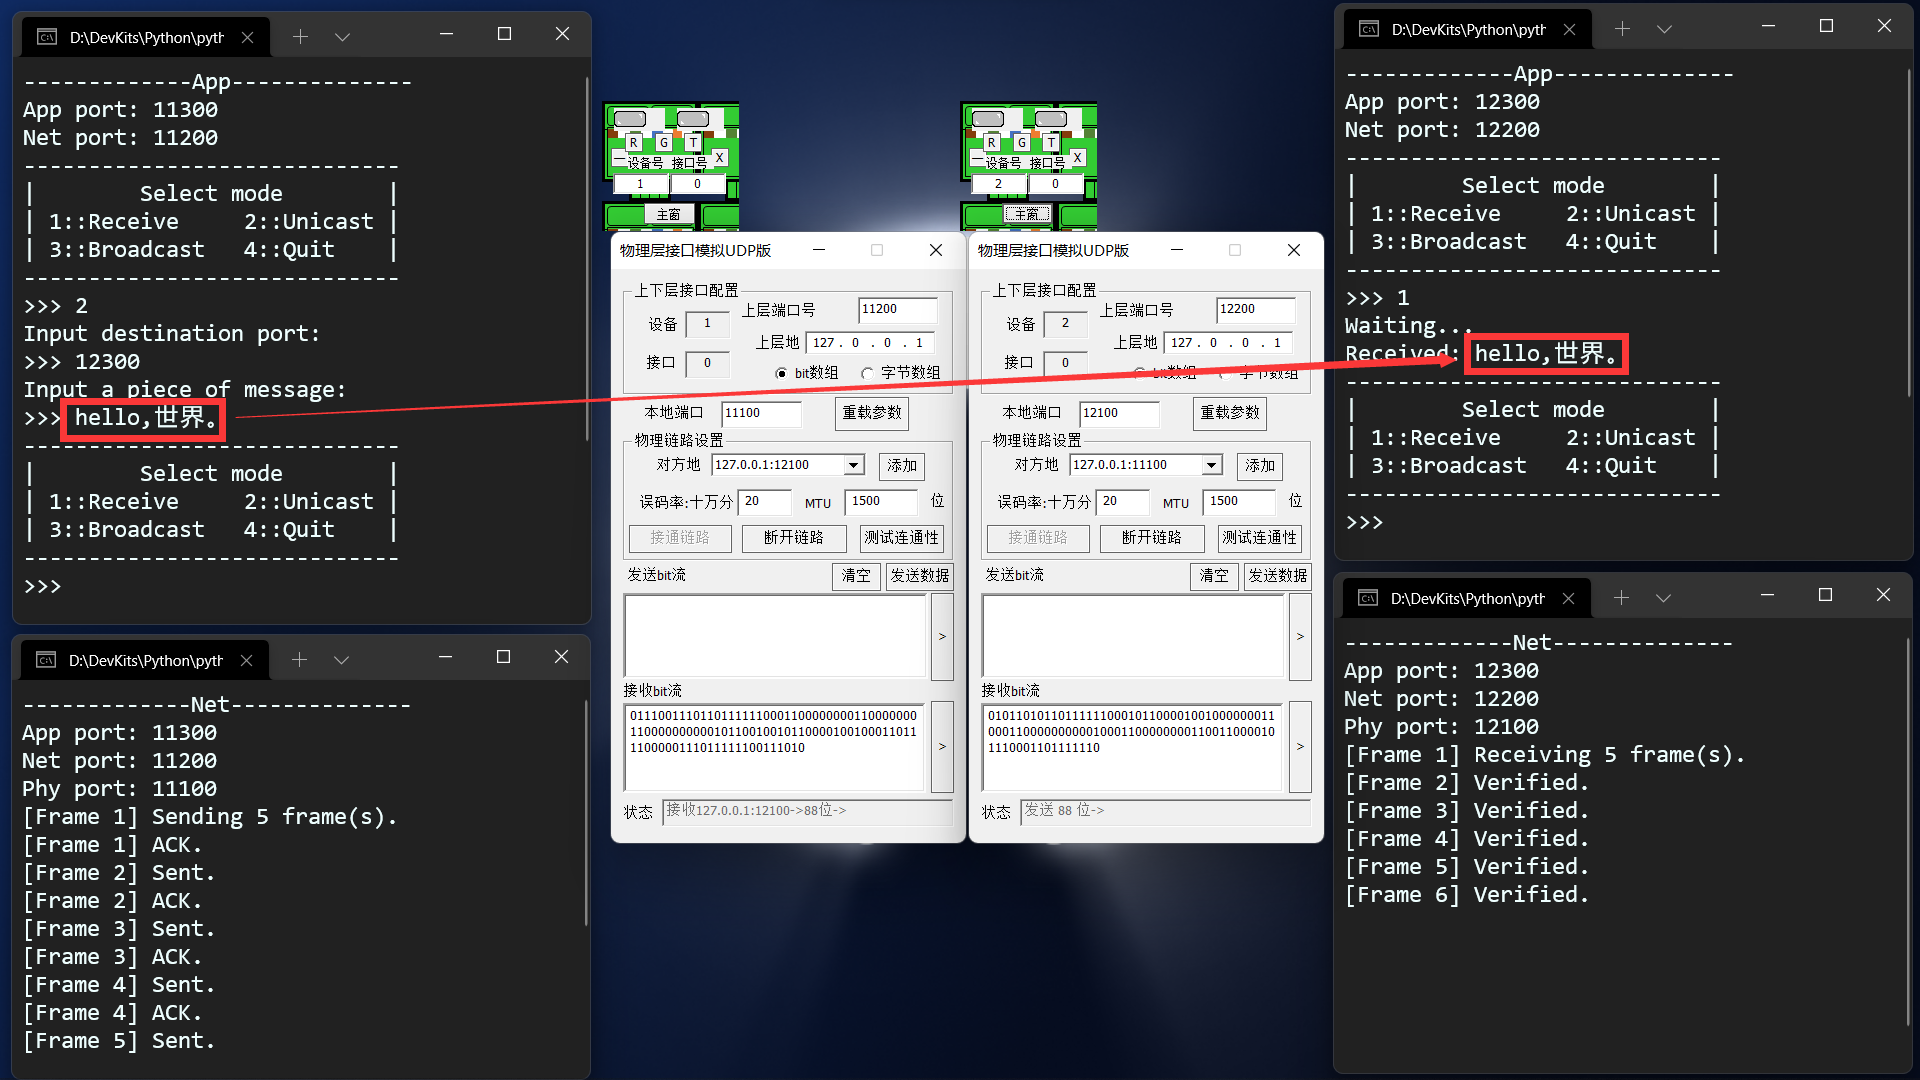 D:\DevKits\Python\pyth
-------------App--------------
App port: 11300
Net port: 11200
-----------------------------
|        Select mode        |
| 1::Receive     2::Unicast |
| 3::Broadcast   4::Quit    |
-----------------------------
>>> 2
Input destination port:
>>> 12300
Input a piece of message:
>>> hello,世界。
-----------------------------
|        Select mode        |
| 1::Receive     2::Unicast |
| 3::Broadcast   4::Quit    |
-----------------------------
>>>
D:\DevKits\Python\pyth
-------------Net--------------
App port: 11300
Net port: 11200
Phy port: 11100
[Frame 1] Sending 5 frame(s).
[Frame 1] ACK.
[Frame 2] Sent.
[Frame 2] ACK.
[Frame 3] Sent.
[Frame 3] ACK.
[Frame 4] Sent.
[Frame 4] ACK.
[Frame 5] Sent.
R G T
设备号 接口号 X
1 0
主窗
物理层接口模拟UDP版
上下层接口配置
上层端口号 11200
设备 1
上层地 127 . 0 . 0 . 1
接口 0
bit数组 字节数组
本地端口 11100 重载参数
物理链路设置
对方地 127.0.0.1:12100 添加
误码率:十万分 20 MTU 1500 位
接通链路 断开链路 测试连通性
发送bit流 清空 发送数据
>
接收bit流
0111001110110111111000110000000011000000
0110000000000101100100101100001001000110111
1100000111011111100111010
>
状态 接收127.0.0.1:12100->88位->
R G T
设备号 接口号 X
2 0
主窗
物理层接口模拟UDP版
上下层接口配置
上层端口号 12200
设备 2
上层地 127 . 0 . 0 . 1
接口 0
bit数组 字节数组
本地端口 12100 重载参数
物理链路设置
对方地 127.0.0.1:11100 添加
误码率:十万分 20 MTU 1500 位
接通链路 断开链路 测试连通性
发送bit流 清空 发送数据
>
接收bit流
0101101011011111100010110000100100000001 1
0001100000000001000110000000011001100001 0
1110001101111110
>
状态 发送 88 位->
D:\DevKits\Python\pyth
-------------App--------------
App port: 12300
Net port: 12200
-----------------------------
|        Select mode        |
| 1::Receive     2::Unicast |
| 3::Broadcast   4::Quit    |
-----------------------------
>>> 1
Waiting...
Received: hello,世界。
-----------------------------
|        Select mode        |
| 1::Receive     2::Unicast |
| 3::Broadcast   4::Quit    |
-----------------------------
>>>
D:\DevKits\Python\pyth
-------------Net--------------
App port: 12300
Net port: 12200
Phy port: 12100
[Frame 1] Receiving 5 frame(s).
[Frame 2] Verified.
[Frame 3] Verified.
[Frame 4] Verified.
[Frame 5] Verified.
[Frame 6] Verified.